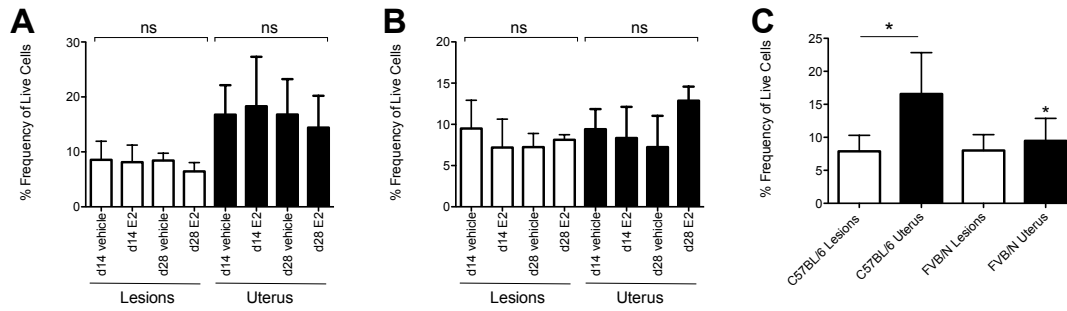 A
% Frequency of Live Cells
30
20
10
0
ns
ns
d14 vehicle
d14 E2
d28 vehicle
d28 E2
d14 vehicle
d14 E2
d28 vehicle
d28 E2
Lesions
Uterus
B
% Frequency of Live Cells
20
15
10
5
0
ns
ns
d14 vehicle
d14 E2
d28 vehicle
d28 E2
d14 vehicle
d14 E2
d28 vehicle
d28 E2
Lesions
Uterus
C
% Frequency of Live Cells
25
20
15
10
5
0
*
*
C57BL/6 Lesions
C57BL/6 Uterus
FVB/N Lesions
FVB/N Uterus